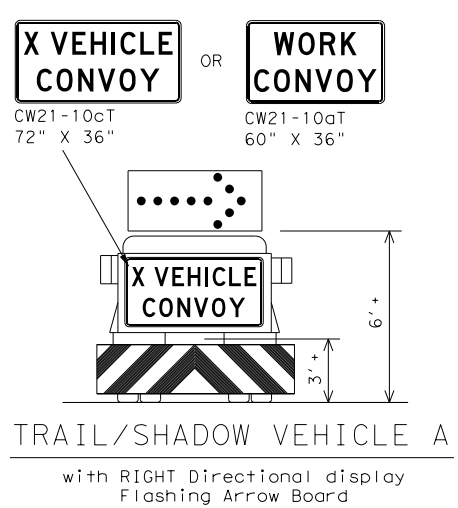 X VEHICLE
CONVOY
OR
WORK
CONVOY
CW21-10cT
72" X 36"
CW21-10aT
60" X 36"
X VEHICLE
CONVOY
6' +
3' +
TRAIL/SHADOW VEHICLE A
with RIGHT Directional display
Flashing Arrow Board